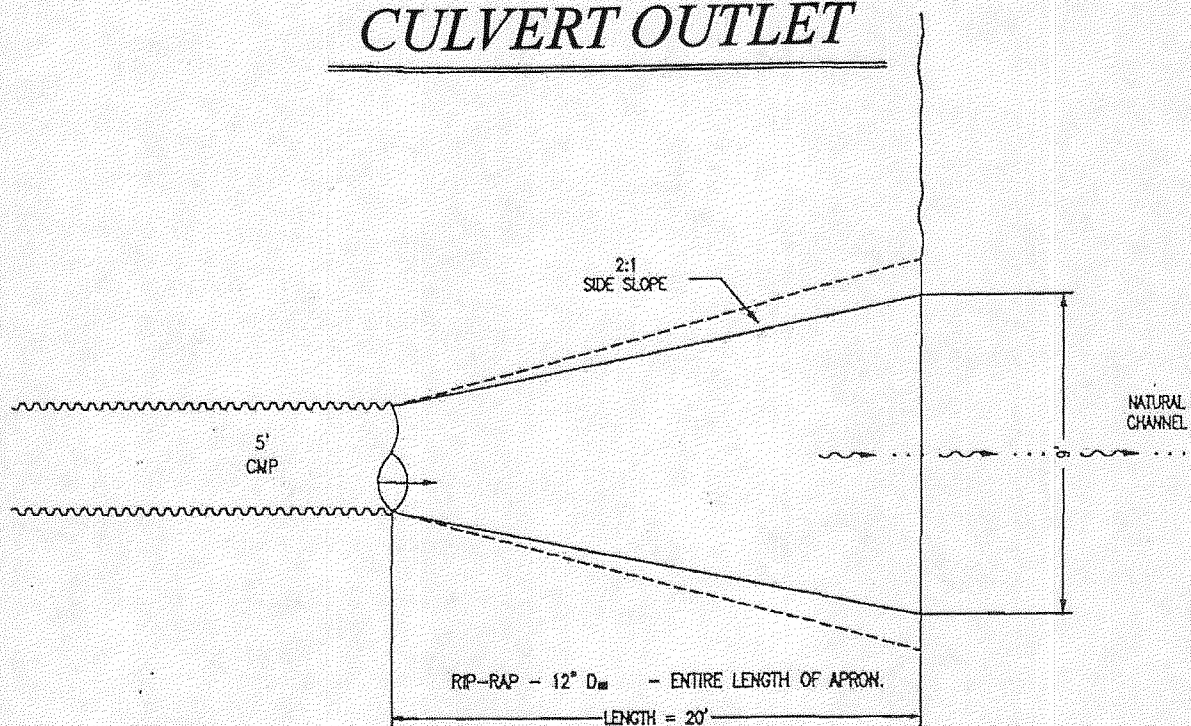 CULVERT OUTLET
2:1
SIDE SLOPE
5'
CMP
NATURAL
CHANNEL
RIP-RAP - 12" D - ENTIRE LENGTH OF APRON.
LENGTH = 20'